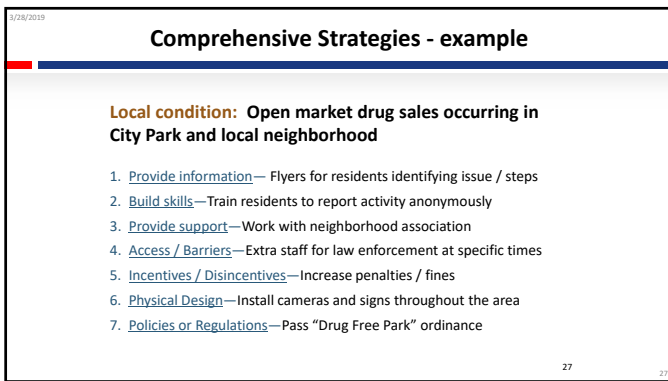 3/28/2019
Comprehensive Strategies - example
Local condition: Open market drug sales occurring in
City Park and local neighborhood
1. Provide information— Flyers for residents identifying issue / steps
2. Build skills—Train residents to report activity anonymously
3. Provide support—Work with neighborhood association
4. Access / Barriers—Extra staff for law enforcement at specific times
5. Incentives / Disincentives—Increase penalties / fines
6. Physical Design—Install cameras and signs throughout the area
7. Policies or Regulations—Pass “Drug Free Park” ordinance
27
27